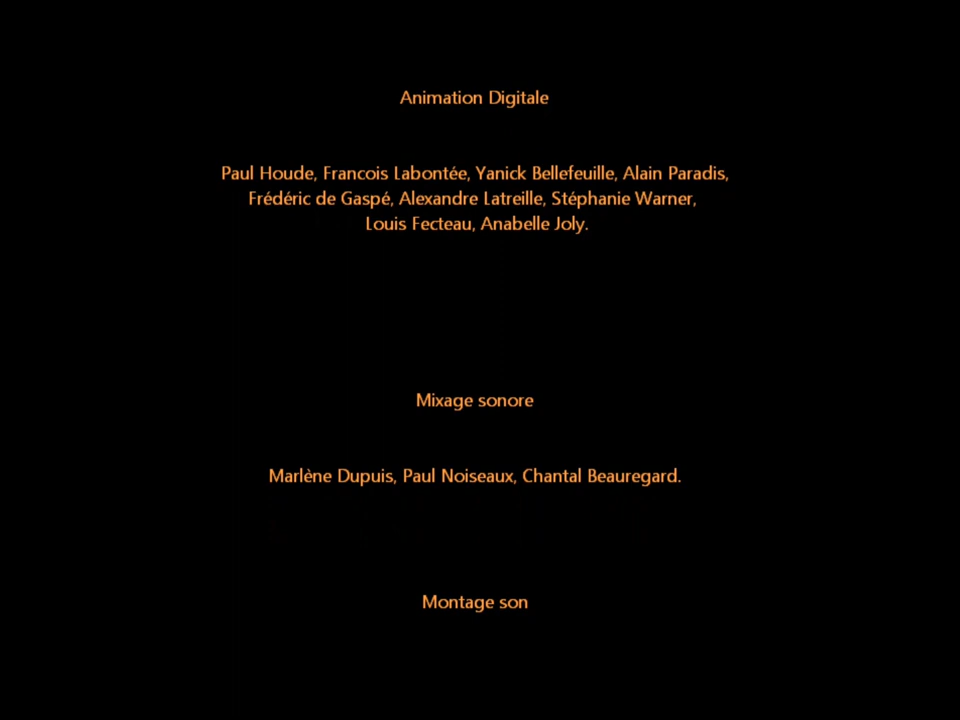 Animation Digitale
Paul Houde, Francois Labontée, Yanick Bellefeuille, Alain Paradis,
Frédéric de Gaspé, Alexandre Latreille, Stéphanie Warner,
Louis Fecteau, Anabelle Joly.
Mixage sonore
Marlène Dupuis, Paul Noiseaux, Chantal Beauregard.
Montage son